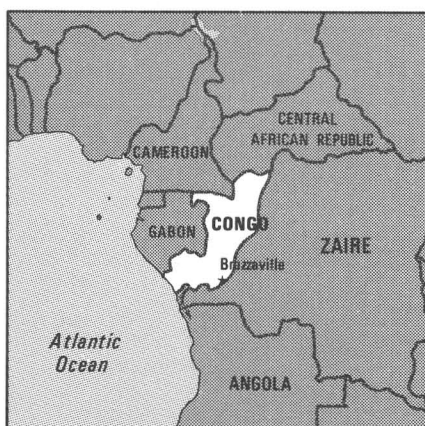 CENTRAL
AFRICAN REPUBLIC
CAMEROON
CONGO
GABON
ZAIRE
Brazzaville
Atlantic
Ocean
ANGOLA